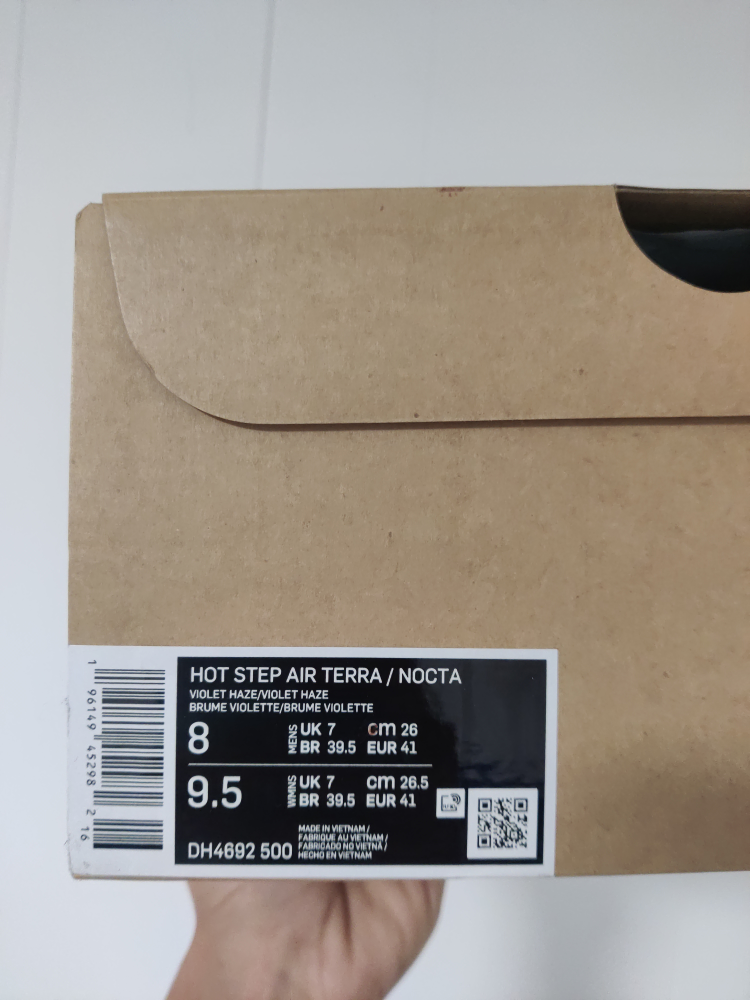 1 96149 45298 2 16
HOT STEP AIR TERRA / NOCTA
VIOLET HAZE/VIOLET HAZE
BRUME VIOLETTE/BRUME VIOLETTE
8 MENS UK 7 cm 26
BR 39.5 EUR 41
9.5 WMNS UK 7 cm 26.5
BR 39.5 EUR 41
DH4692 500
MADE IN VIETNAM /
FABRIQUE AU VIETNAM /
FABRICADO NO VIETNÃ /
HECHO EN VIETNAM